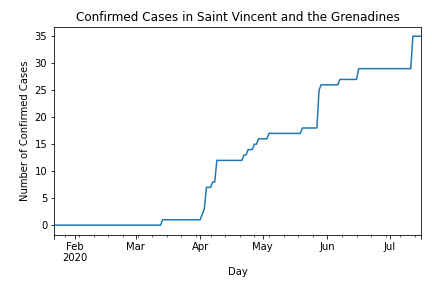 Confirmed Cases in Saint Vincent and the Grenadines
35
30
25
20
15
10
5
0
Number of Confirmed Cases
Feb Mar Apr May Jun Jul
2020
Day